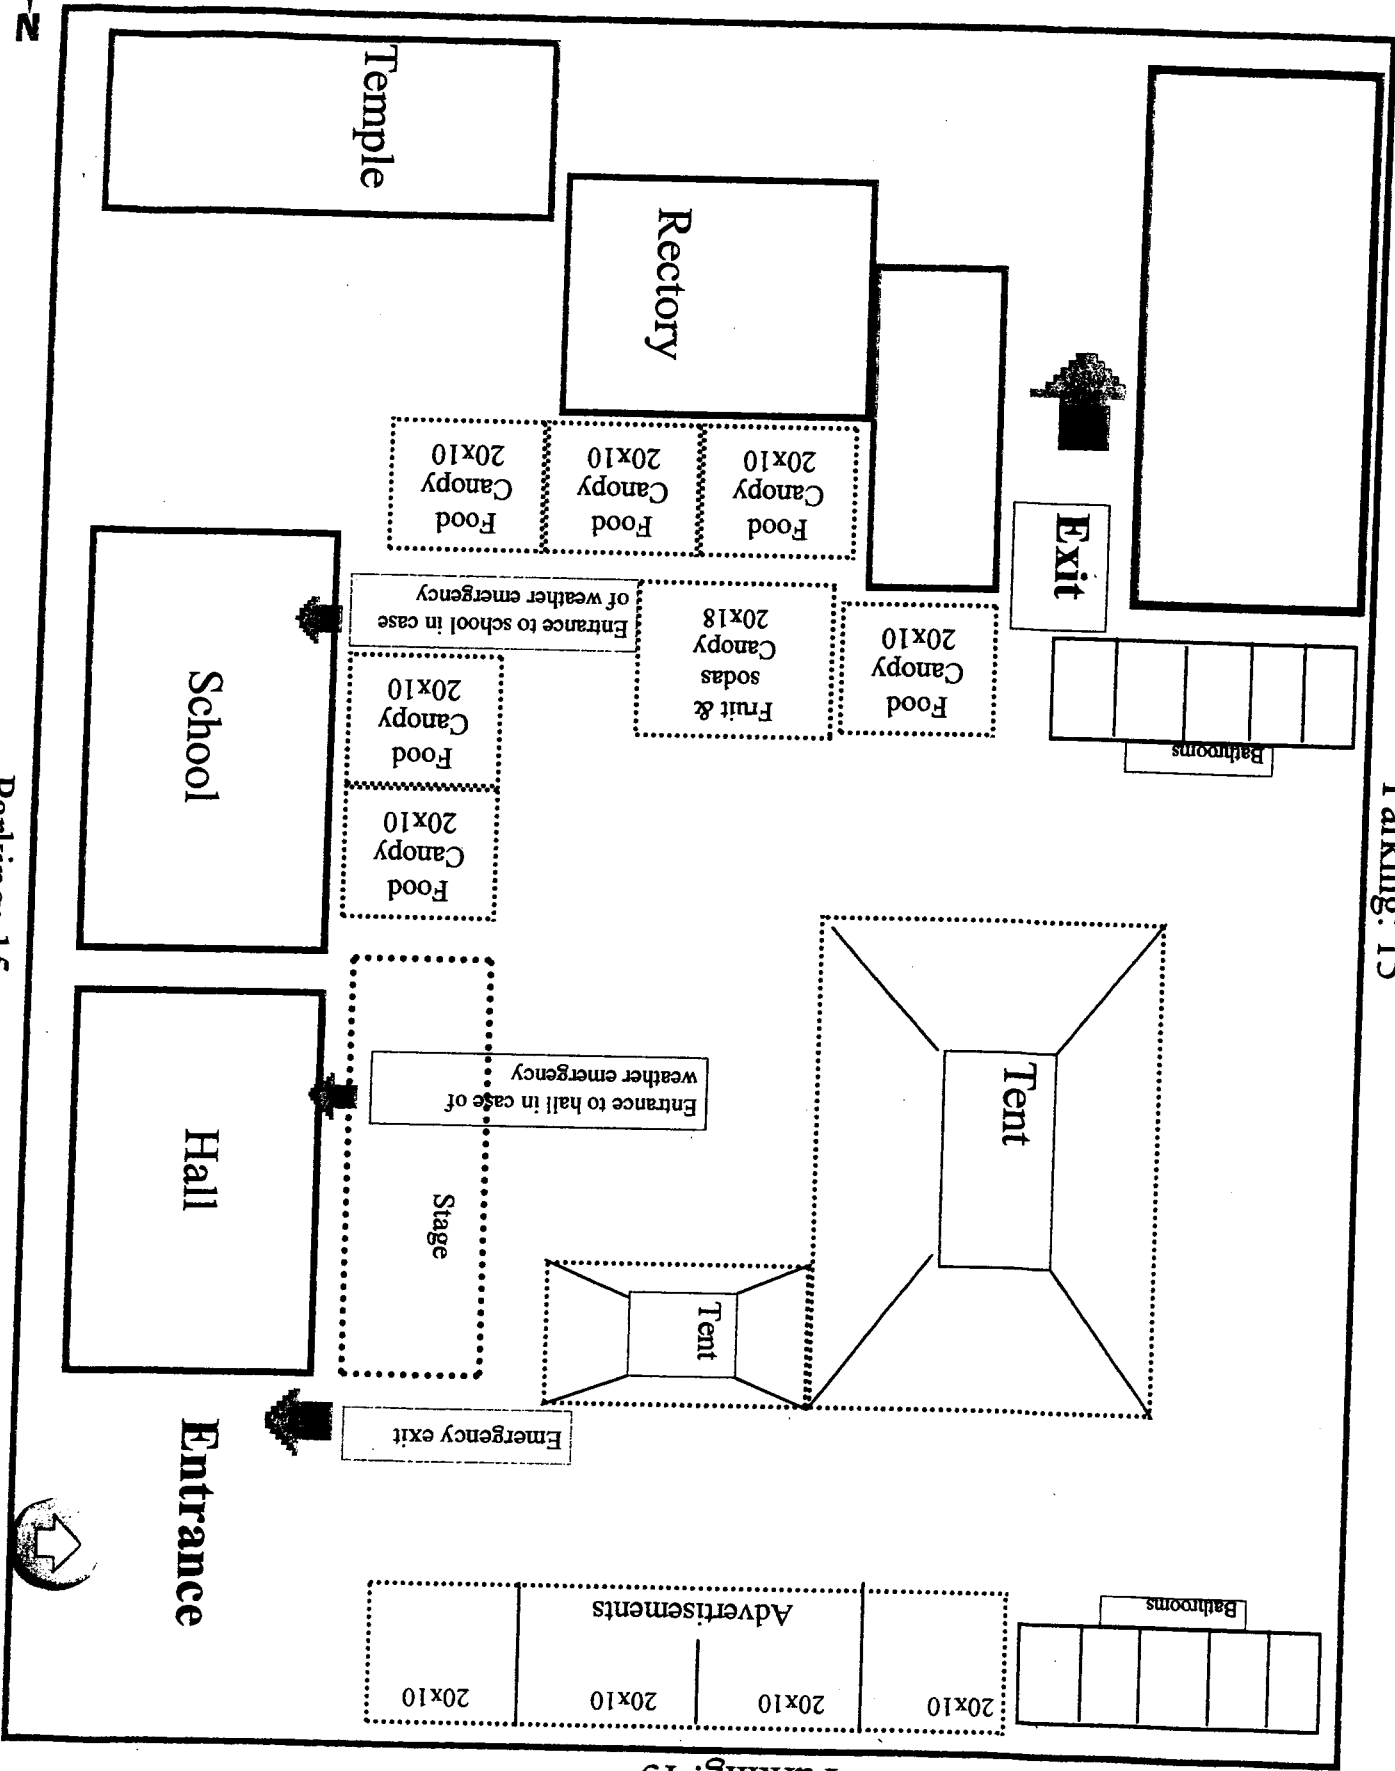 N
Temple
Rectory
Exit
Food
Canopy
20x10
Food
Canopy
20x10
Food
Canopy
20x10
Entrance to school in case
of weather emergency
Fruit &
sodas
Canopy
20x18
Food
Canopy
20x10
Bathrooms
School
Food
Canopy
20x10
Food
Canopy
20x10
Parking: 15
Tent
Entrance to hall in case of
weather emergency
Hall
Stage
Tent
Emergency exit
Entrance
Advertisements
20x10
20x10
20x10
20x10
Bathrooms